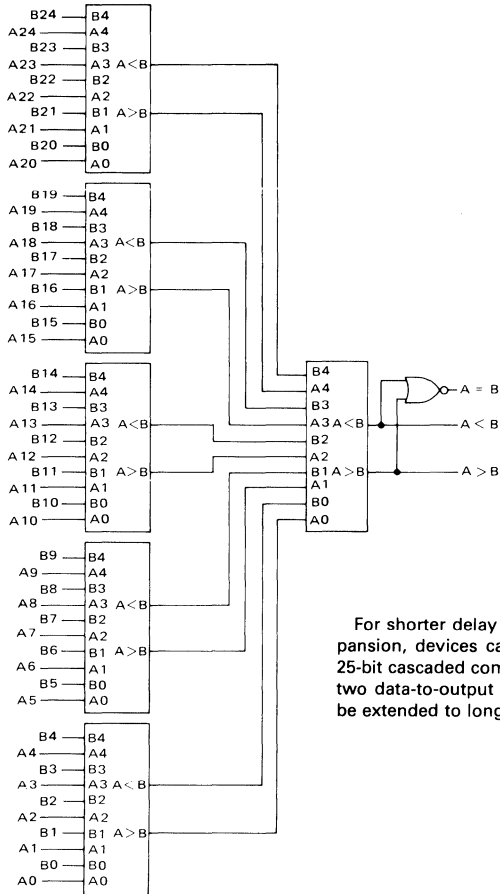 B24 B4
A24 A4
B23 B3
A23 A3 A<B
B22 B2
A22 A2
B21 B1 A>B
A21 A1
B20 B0
A20 A0
B19 B4
A19 A4
B18 B3
A18 A3 A<B
B17 B2
A17 A2
B16 B1 A>B
A16 A1
B15 B0
A15 A0
B14 B4
A14 A4
B13 B3
A13 A3 A<B
B12 B2
A12 A2
B11 B1 A>B
A11 A1
B10 B0
A10 A0
B9 B4
A9 A4
B8 B3
A8 A3 A<B
B7 B2
A7 A2
B6 B1 A>B
A6 A1
B5 B0
A5 A0
B4 B4
A4 A4
B3 B3
A3 A3 A<B
B2 B2
A2 A2
B1 B1 A>B
A1 A1
B0 B0
A0 A0
B4
A4
B3
A3 A<B
B2
A2
B1 A>B
A1
B0
A0
A = B
A < B
A > B
For shorter delay
pansion, devices ca
25-bit cascaded com
two data-to-output
be extended to long